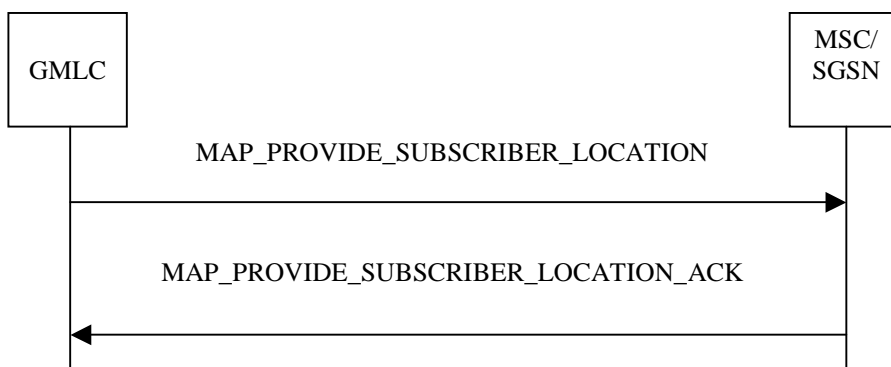 GMLC
MSC/
SGSN
MAP_PROVIDE_SUBSCRIBER_LOCATION
MAP_PROVIDE_SUBSCRIBER_LOCATION_ACK